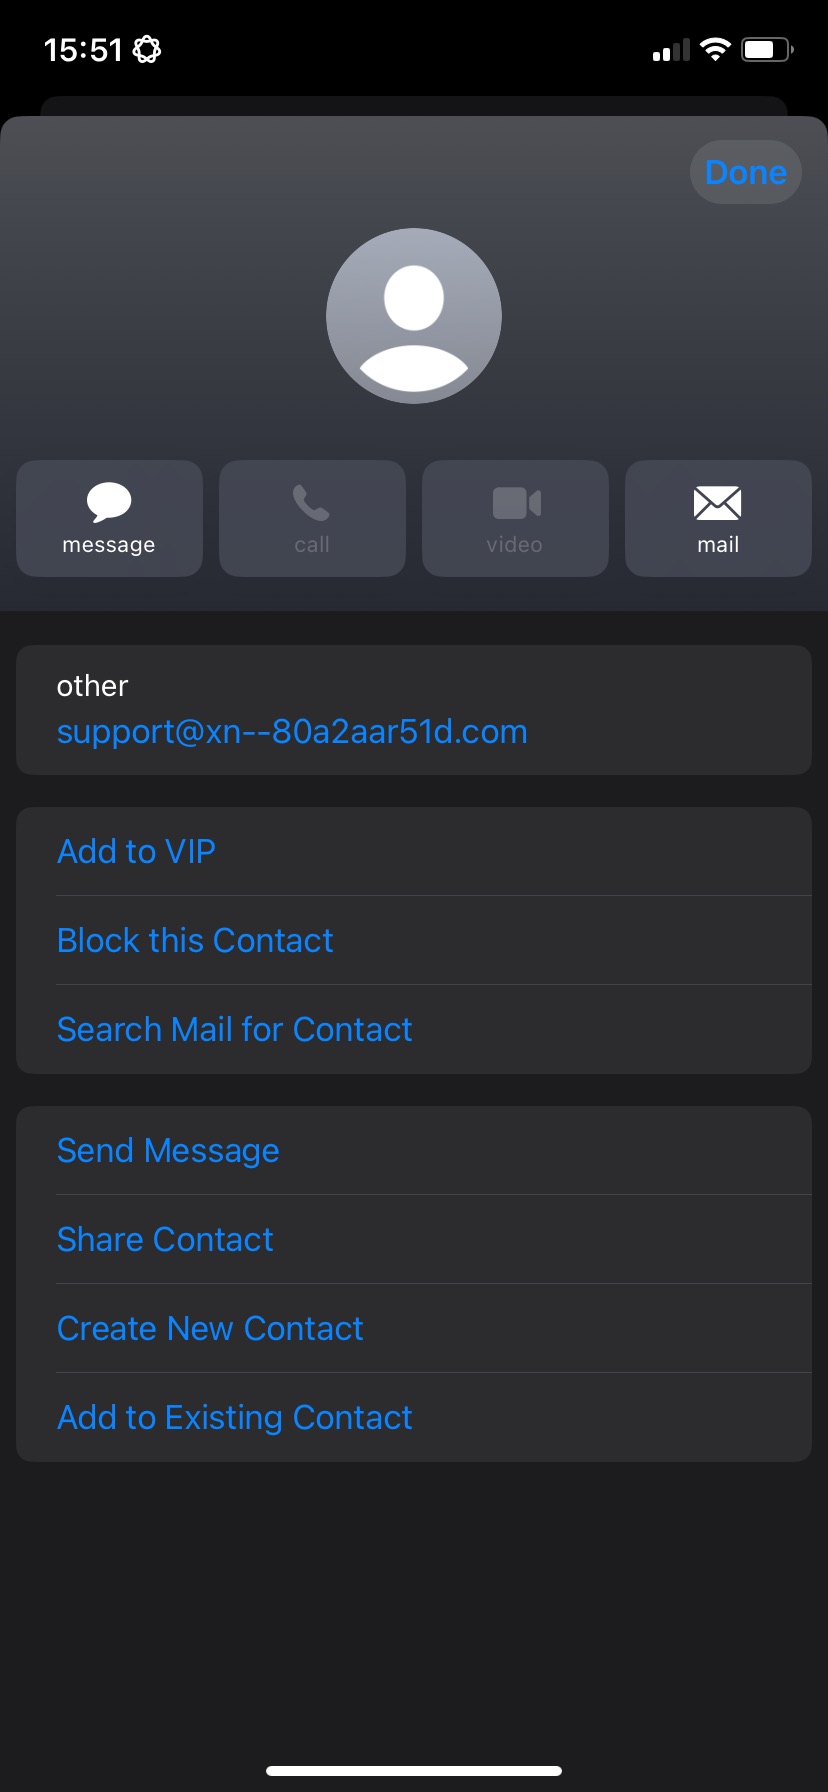 15:51
Done
message
call
video
mail
other
support@xn--80a2aar51d.com
Add to VIP
Block this Contact
Search Mail for Contact
Send Message
Share Contact
Create New Contact
Add to Existing Contact